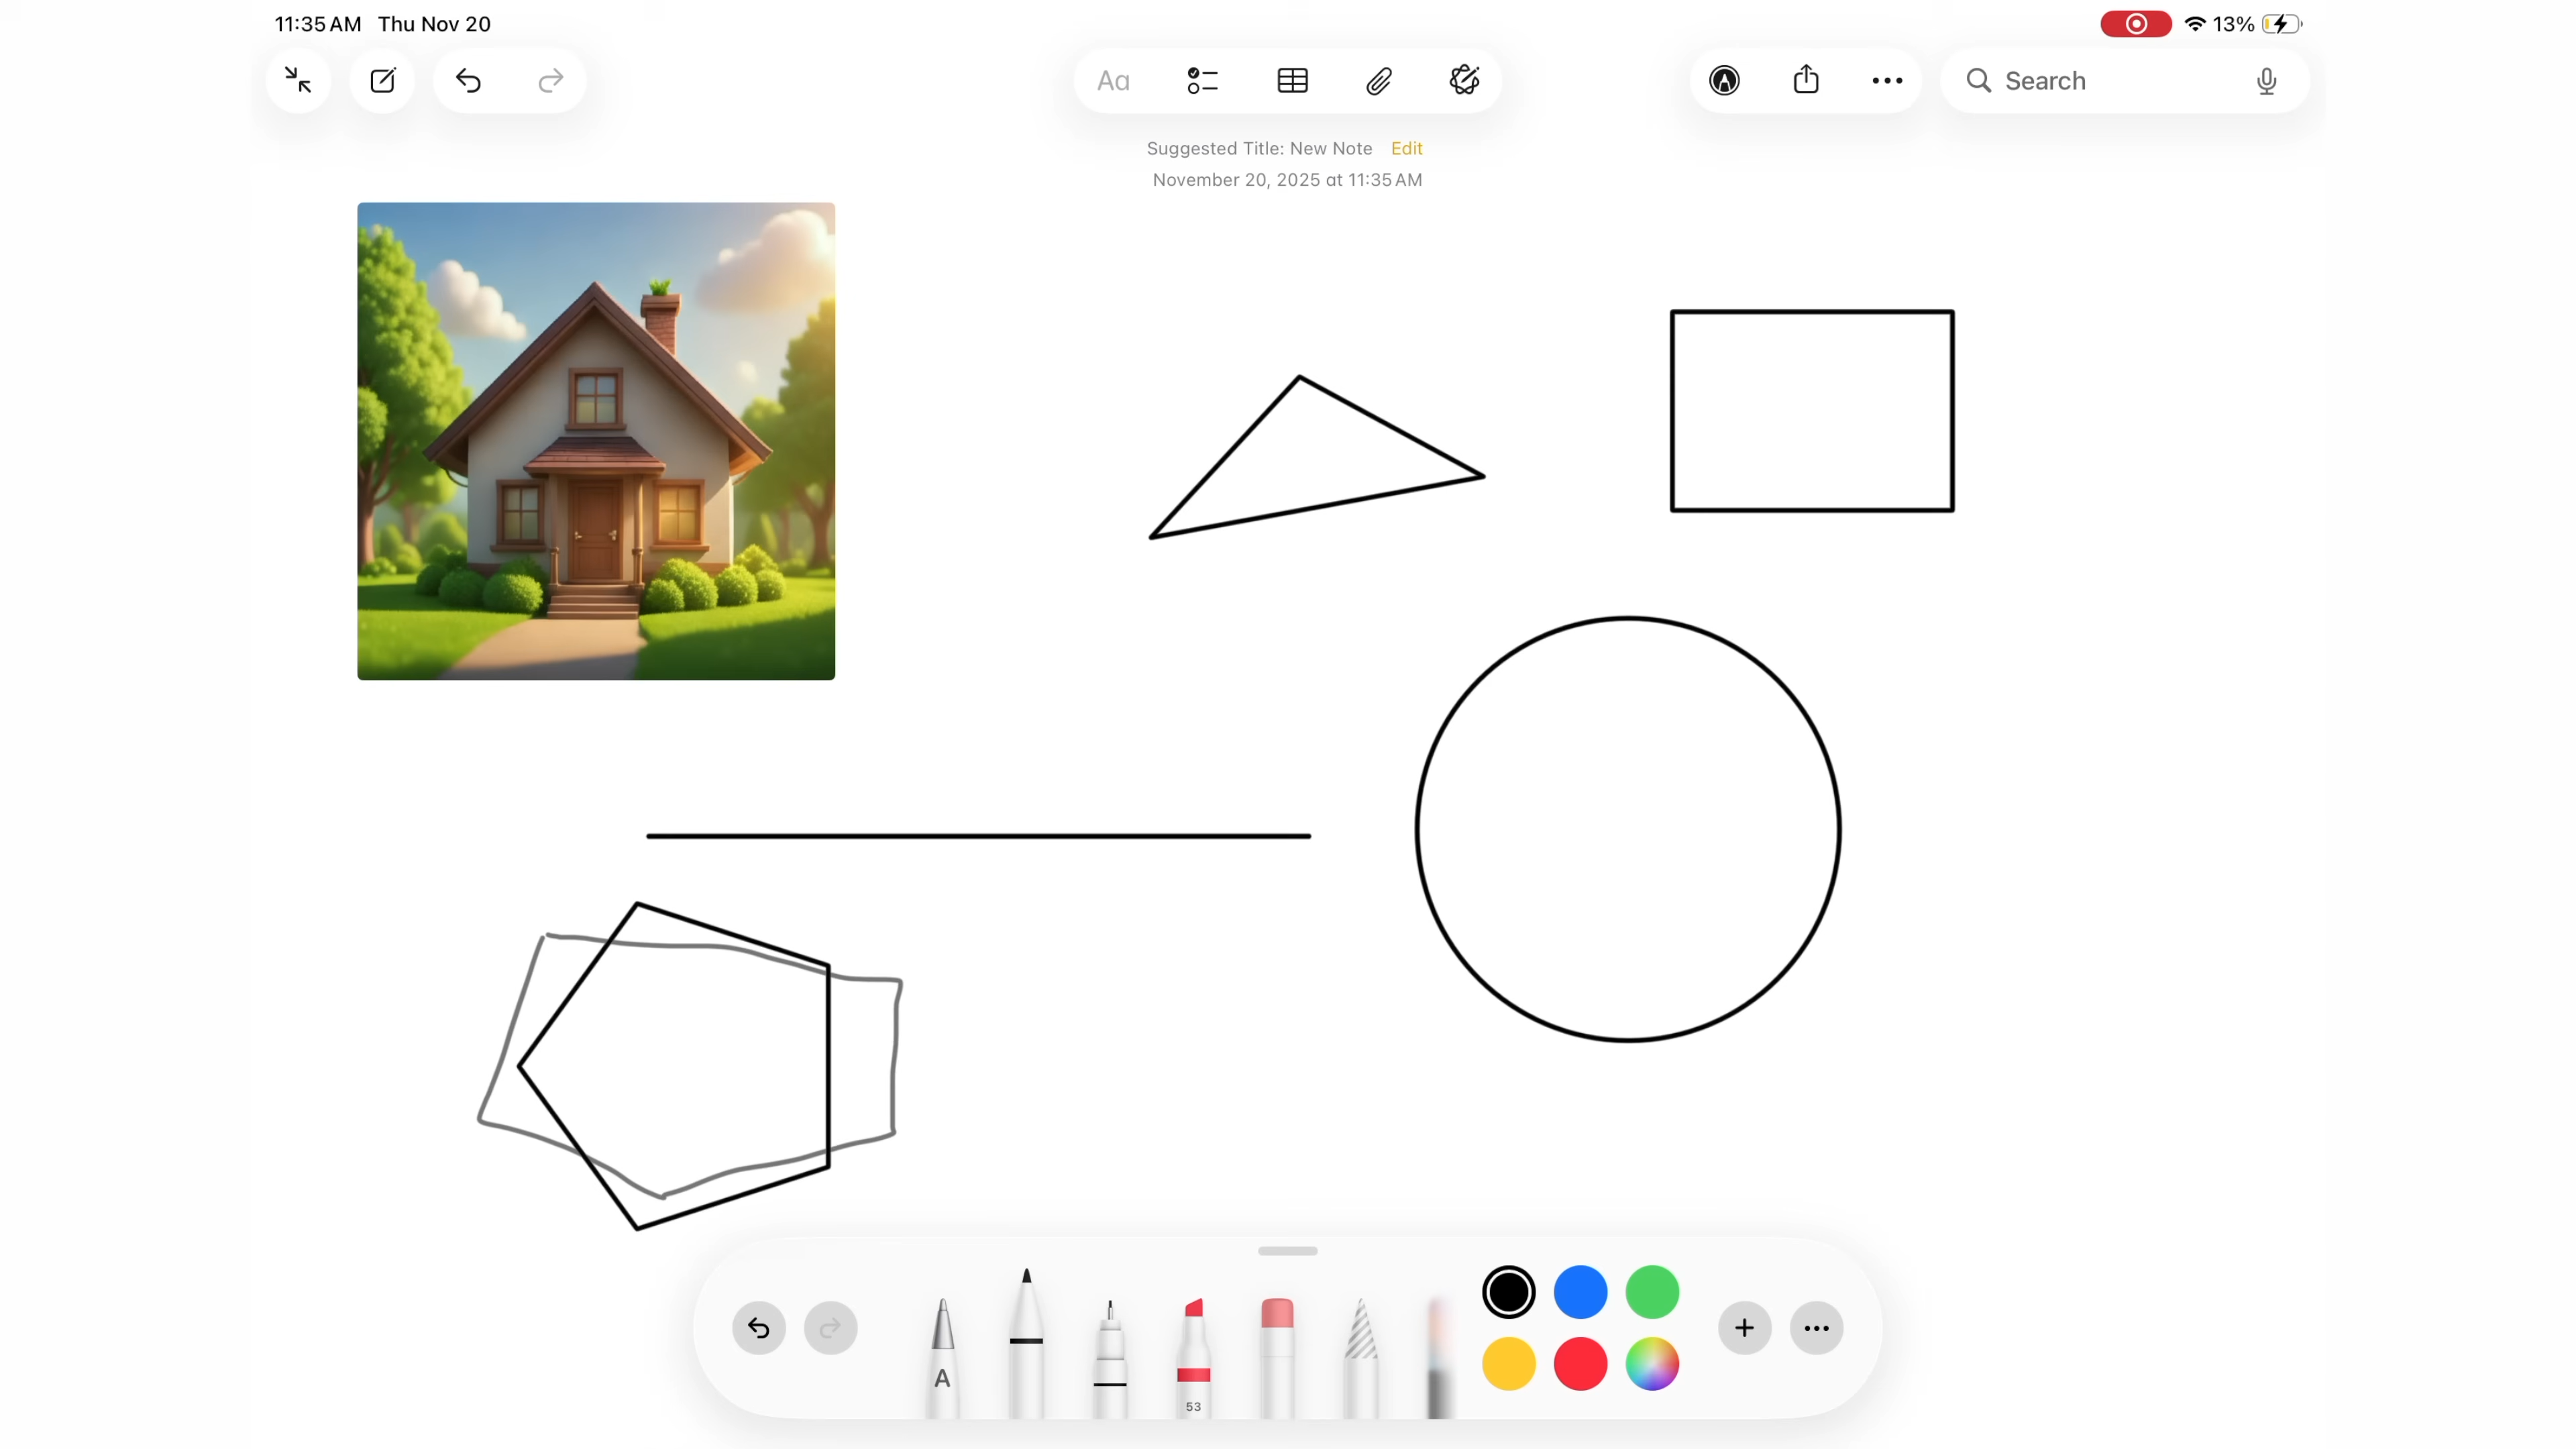 11:35 AM Thu Nov 20
13%
Aa
Search
Suggested Title: New Note Edit
November 20, 2025 at 11:35 AM
A
53